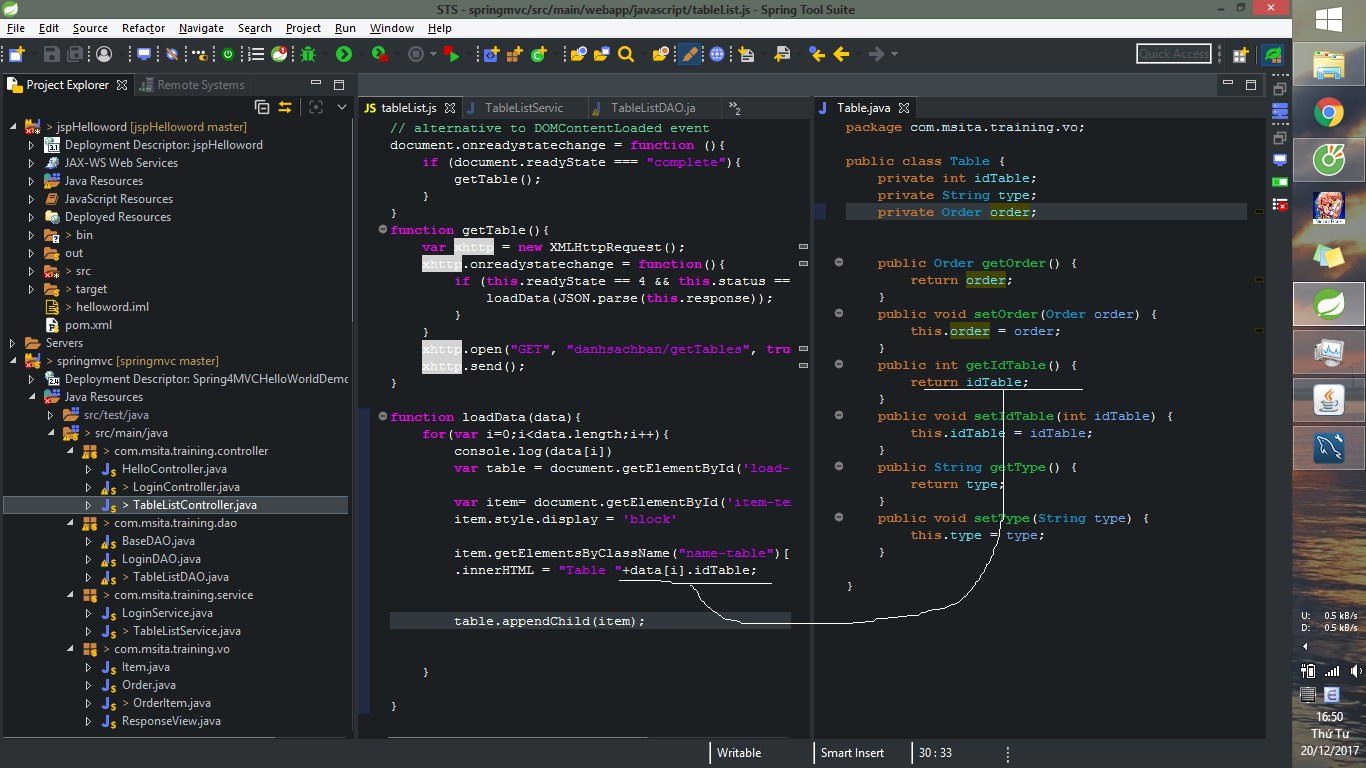 STS - springmvc/src/main/webapp/javascript/tableList.js - Spring Tool Suite
File Edit Source Refactor Navigate Search Project Run Window Help
Quick Access
Project Explorer
Remote Systems
> jspHelloword [jspHelloword master]
Deployment Descriptor: jspHelloword
JAX-WS Web Services
Java Resources
JavaScript Resources
Deployed Resources
> bin
out
> src
> target
> helloword.iml
pom.xml
Servers
> springmvc [springmvc master]
Deployment Descriptor: Spring4MVCHelloWorldDemo
Java Resources
src/test/java
> src/main/java
> com.msita.training.controller
HelloController.java
> LoginController.java
> TableListController.java
> com.msita.training.dao
BaseDAO.java
LoginDAO.java
> TableListDAO.java
> com.msita.training.service
LoginService.java
> TableListService.java
> com.msita.training.vo
Item.java
Order.java
> OrderItem.java
ResponseView.java
tableList.js
TableListServic
TableListDAO.ja
»2
// alternative to DOMContentLoaded event
document.onreadystatechange = function (){
if (document.readyState === "complete"){
getTable();
}
}
function getTable(){
var xhttp = new XMLHttpRequest();
xhttp.onreadystatechange = function(){
if (this.readyState == 4 && this.status ==
loadData(JSON.parse(this.response));
}
}
xhttp.open("GET", "danhsachban/getTables", tru
xhttp.send();
}
function loadData(data){
for(var i=0;i<data.length;i++){
console.log(data[i])
var table = document.getElementById('load-
var item= document.getElementById('item-te
item.style.display = 'block'
item.getElementsByClassName("name-table")[
.innerHTML = "Table "+data[i].idTable;
table.appendChild(item);
}
}
Table.java
package com.msita.training.vo;
public class Table {
private int idTable;
private String type;
private Order order;
public Order getOrder() {
return order;
}
public void setOrder(Order order) {
this.order = order;
}
public int getIdTable() {
return idTable;
}
public void setIdTable(int idTable) {
this.idTable = idTable;
}
public String getType() {
return type;
}
public void setType(String type) {
this.type = type;
}
}
Writable
Smart Insert
30 : 33
U: 0.5 kB/s
D: 0.5 kB/s
16:50
Thứ Tư
20/12/2017